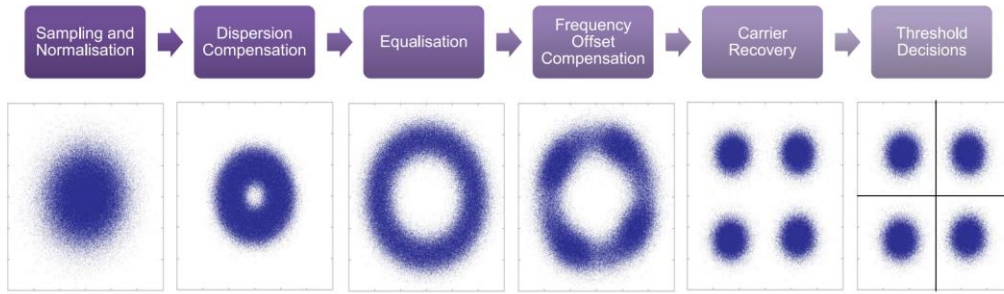 Sampling and
Normalisation
Dispersion
Compensation
Equalisation
Frequency
Offset
Compensation
Carrier
Recovery
Threshold
Decisions